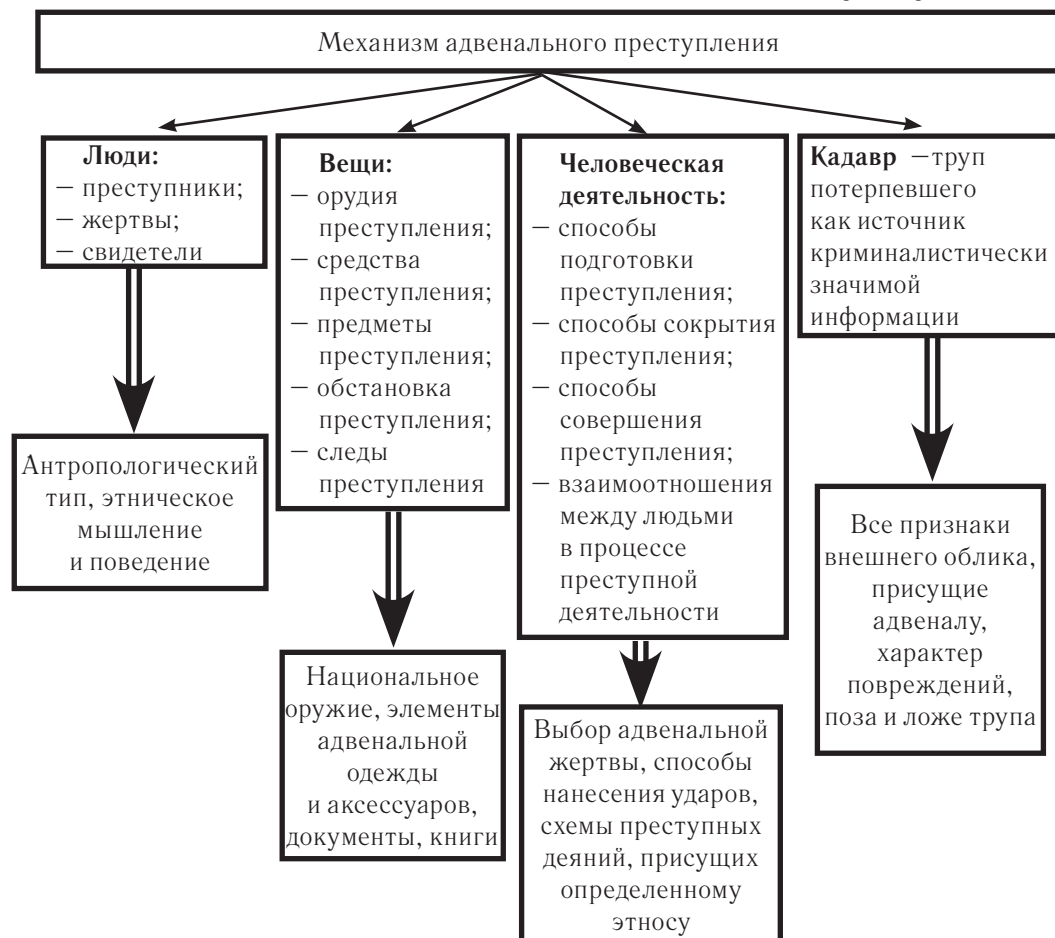 Механизм адвенального преступления
Люди:
– преступники;
– жертвы;
– свидетели
Вещи:
– орудия
преступления;
– средства
преступления;
– предметы
преступления;
– обстановка
преступления;
– следы
преступления
Человеческая
деятельность:
– способы
подготовки
преступления;
– способы сокрытия
преступления;
– способы
совершения
преступления;
– взаимоотношения
между людьми
в процессе
преступной
деятельности
Кадавр –труп
потерпевшего
как источник
криминалистически
значимой
информации
Антропологический
тип, этническое
мышление
и поведение
Национальное
оружие, элементы
адвенальной
одежды
и аксессуаров,
документы, книги
Выбор адвенальной
жертвы, способы
нанесения ударов,
схемы преступных
деяний, присущих
определенному
этносу
Все признаки
внешнего облика,
присущие
адвеналу,
характер
повреждений,
поза и ложе трупа